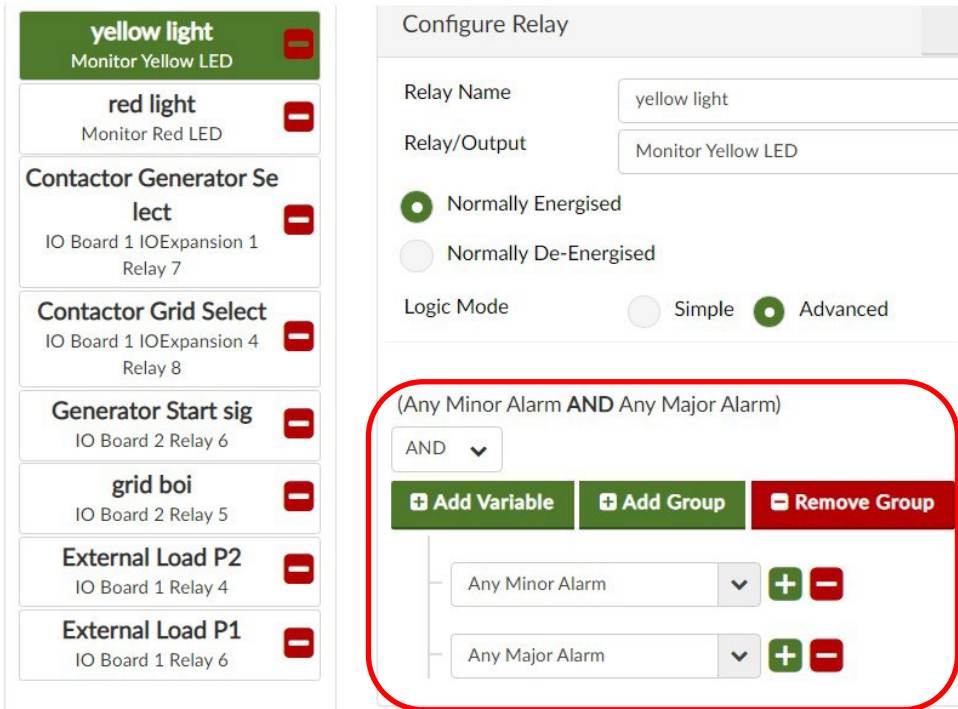 yellow light
Monitor Yellow LED
red light
Monitor Red LED
Contactor Generator Se
lect
IO Board 1 IOExpansion 1
Relay 7
Contactor Grid Select
IO Board 1 IOExpansion 4
Relay 8
Generator Start sig
IO Board 2 Relay 6
grid boi
IO Board 2 Relay 5
External Load P2
IO Board 1 Relay 4
External Load P1
IO Board 1 Relay 6
Configure Relay
Relay Name yellow light
Relay/Output Monitor Yellow LED
Normally Energised
Normally De-Energised
Logic Mode Simple Advanced
(Any Minor Alarm AND Any Major Alarm)
AND
Add Variable Add Group Remove Group
Any Minor Alarm
Any Major Alarm